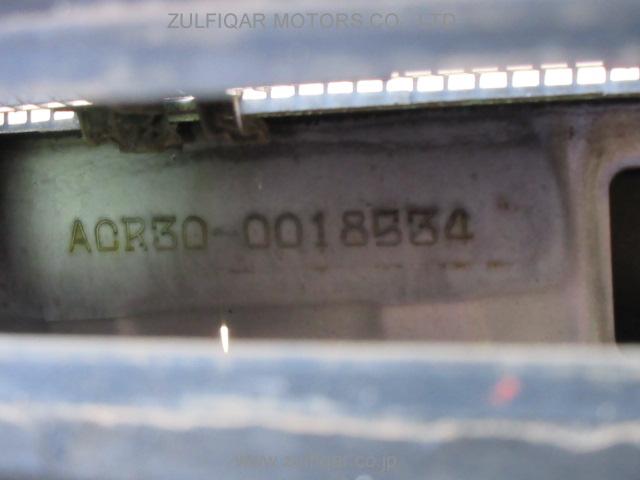 ZULFIQAR MOTORS CO., LTD
ACR30-0018534
www.zulfiqar.co.jp